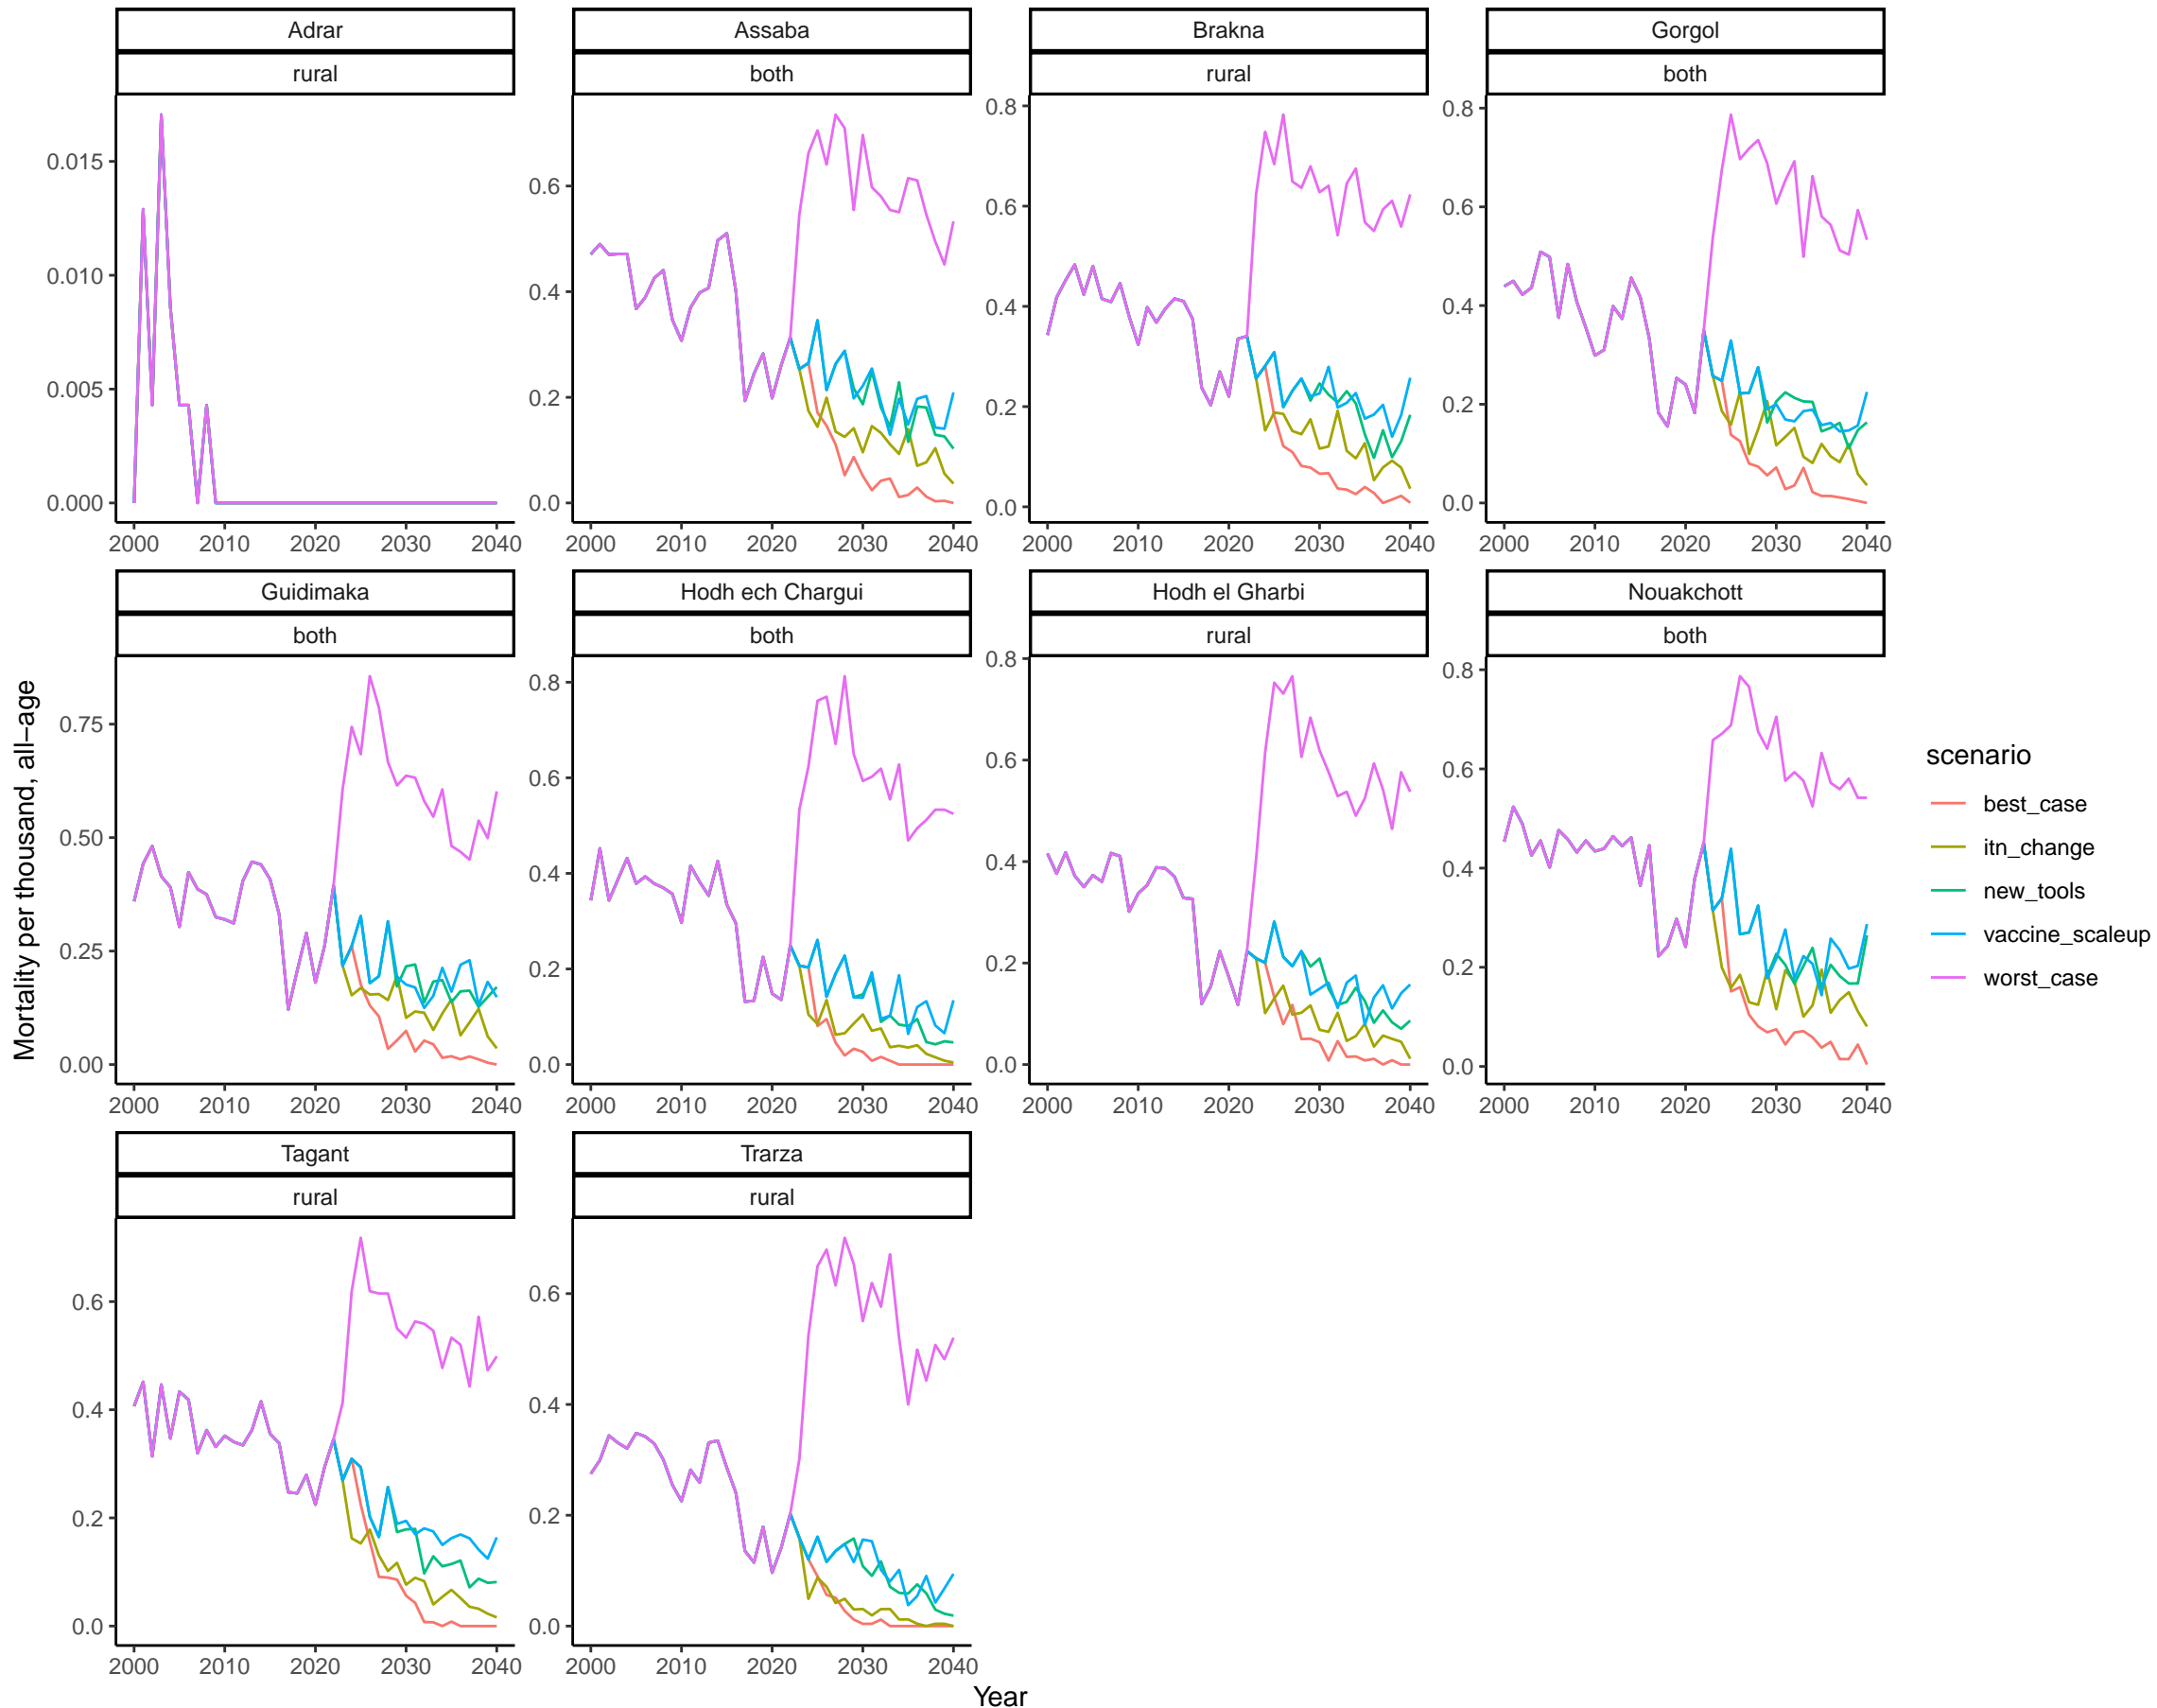 Adrar
rural
Assaba
both
Brakna
rural
Gorgol
both
0.015
0.010
0.005
0.000
2000 2010 2020 2030 2040
0.6
0.4
0.2
0.0
2000 2010 2020 2030 2040
0.8
0.6
0.4
0.2
0.0
2000 2010 2020 2030 2040
0.8
0.6
0.4
0.2
0.0
2000 2010 2020 2030 2040
Guidimaka
both
Hodh ech Chargui
both
Hodh el Gharbi
rural
Nouakchott
both
Mortality per thousand, all−age
0.75
0.50
0.25
0.00
2000 2010 2020 2030 2040
0.8
0.6
0.4
0.2
0.0
2000 2010 2020 2030 2040
0.8
0.6
0.4
0.2
0.0
2000 2010 2020 2030 2040
0.8
0.6
0.4
0.2
0.0
2000 2010 2020 2030 2040
scenario
best_case
itn_change
new_tools
vaccine_scaleup
worst_case
Tagant
rural
Trarza
rural
0.6
0.4
0.2
0.0
2000 2010 2020 2030 2040
0.6
0.4
0.2
0.0
2000 2010 2020 2030 2040
Year